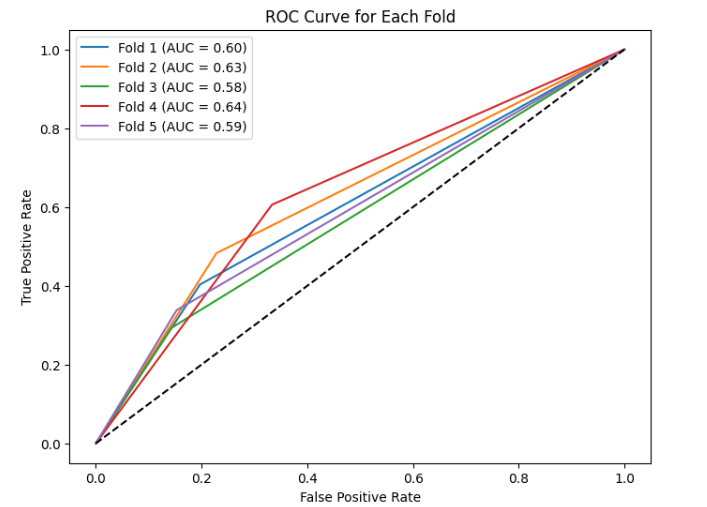 ROC Curve for Each Fold
Fold 1 (AUC = 0.60)
Fold 2 (AUC = 0.63)
Fold 3 (AUC = 0.58)
Fold 4 (AUC = 0.64)
Fold 5 (AUC = 0.59)
True Positive Rate
1.0
0.8
0.6
0.4
0.2
0.0
0.0 0.2 0.4 0.6 0.8 1.0
False Positive Rate